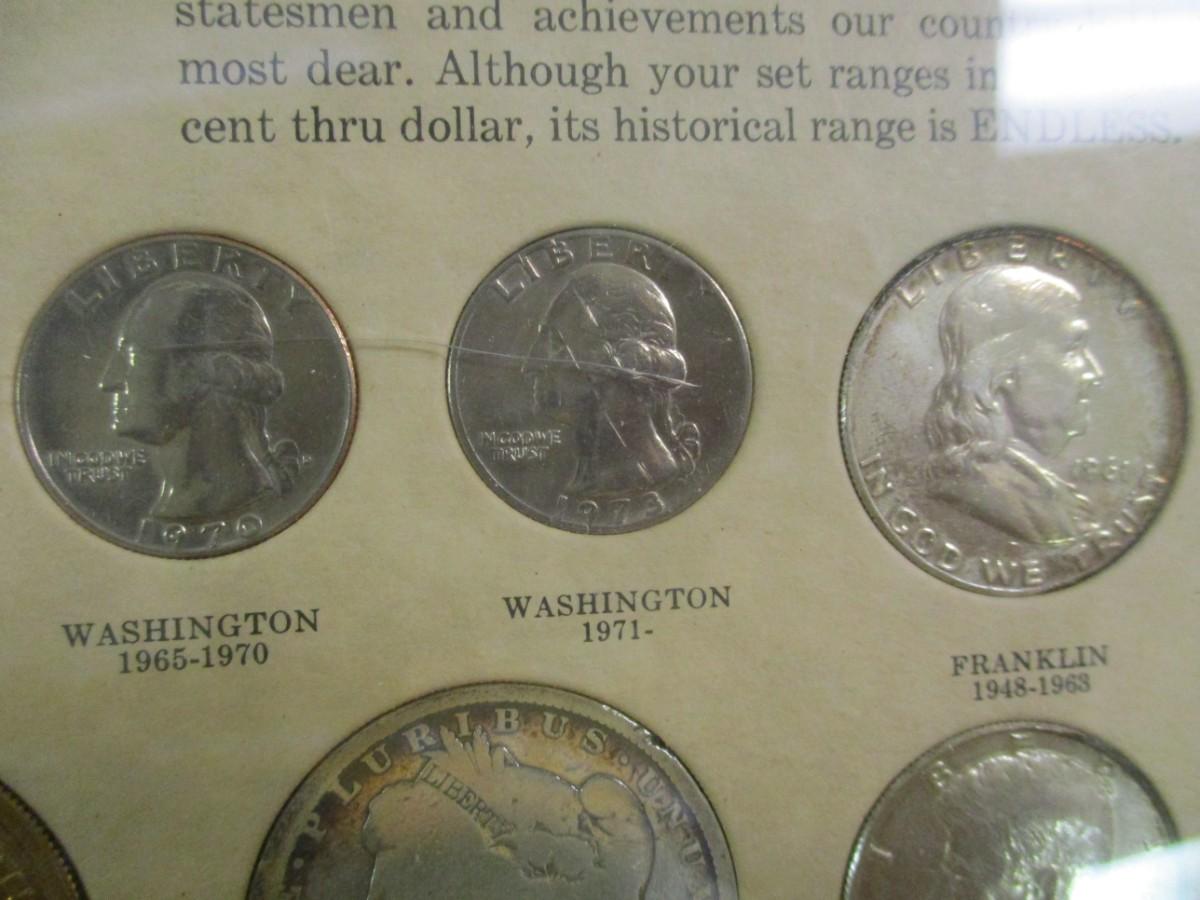 statesmen and achievements our
most dear. Although your set ranges in
cent thru dollar, its historical range is ENDLESS.
LIBERTY
IN GOD WE
TRUST
1970
LIBERTY
IN GOD WE
TRUST
1973
LIBERTY
1961
IN GOD WE TRUST
WASHINGTON
1965-1970
WASHINGTON
1971-
FRANKLIN
1948-1963
PLURIBUS · UNU
LIBERTY